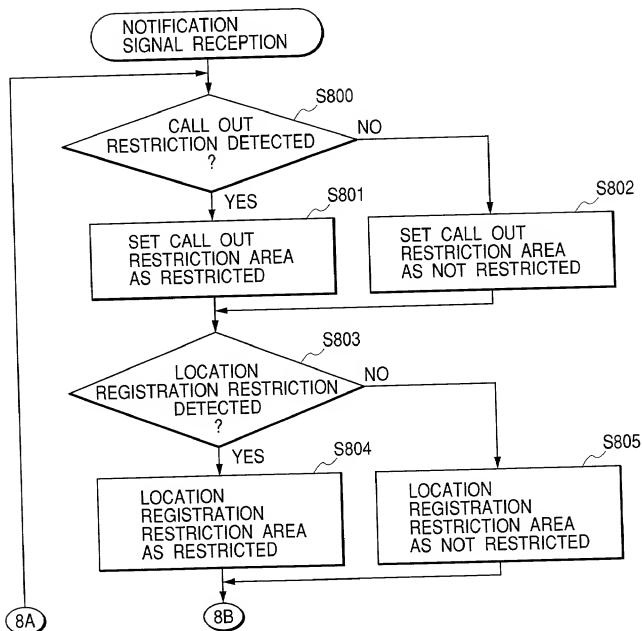 NOTIFICATION
SIGNAL RECEPTION
S800
CALL OUT
RESTRICTION DETECTED
?
NO
YES
S801
SET CALL OUT
RESTRICTION AREA
AS RESTRICTED
S802
SET CALL OUT
RESTRICTION AREA
AS NOT RESTRICTED
S803
LOCATION
REGISTRATION RESTRICTION
DETECTED
?
NO
YES
S804
LOCATION
REGISTRATION
RESTRICTION AREA
AS RESTRICTED
S805
LOCATION
REGISTRATION
RESTRICTION AREA
AS NOT RESTRICTED
8A
8B